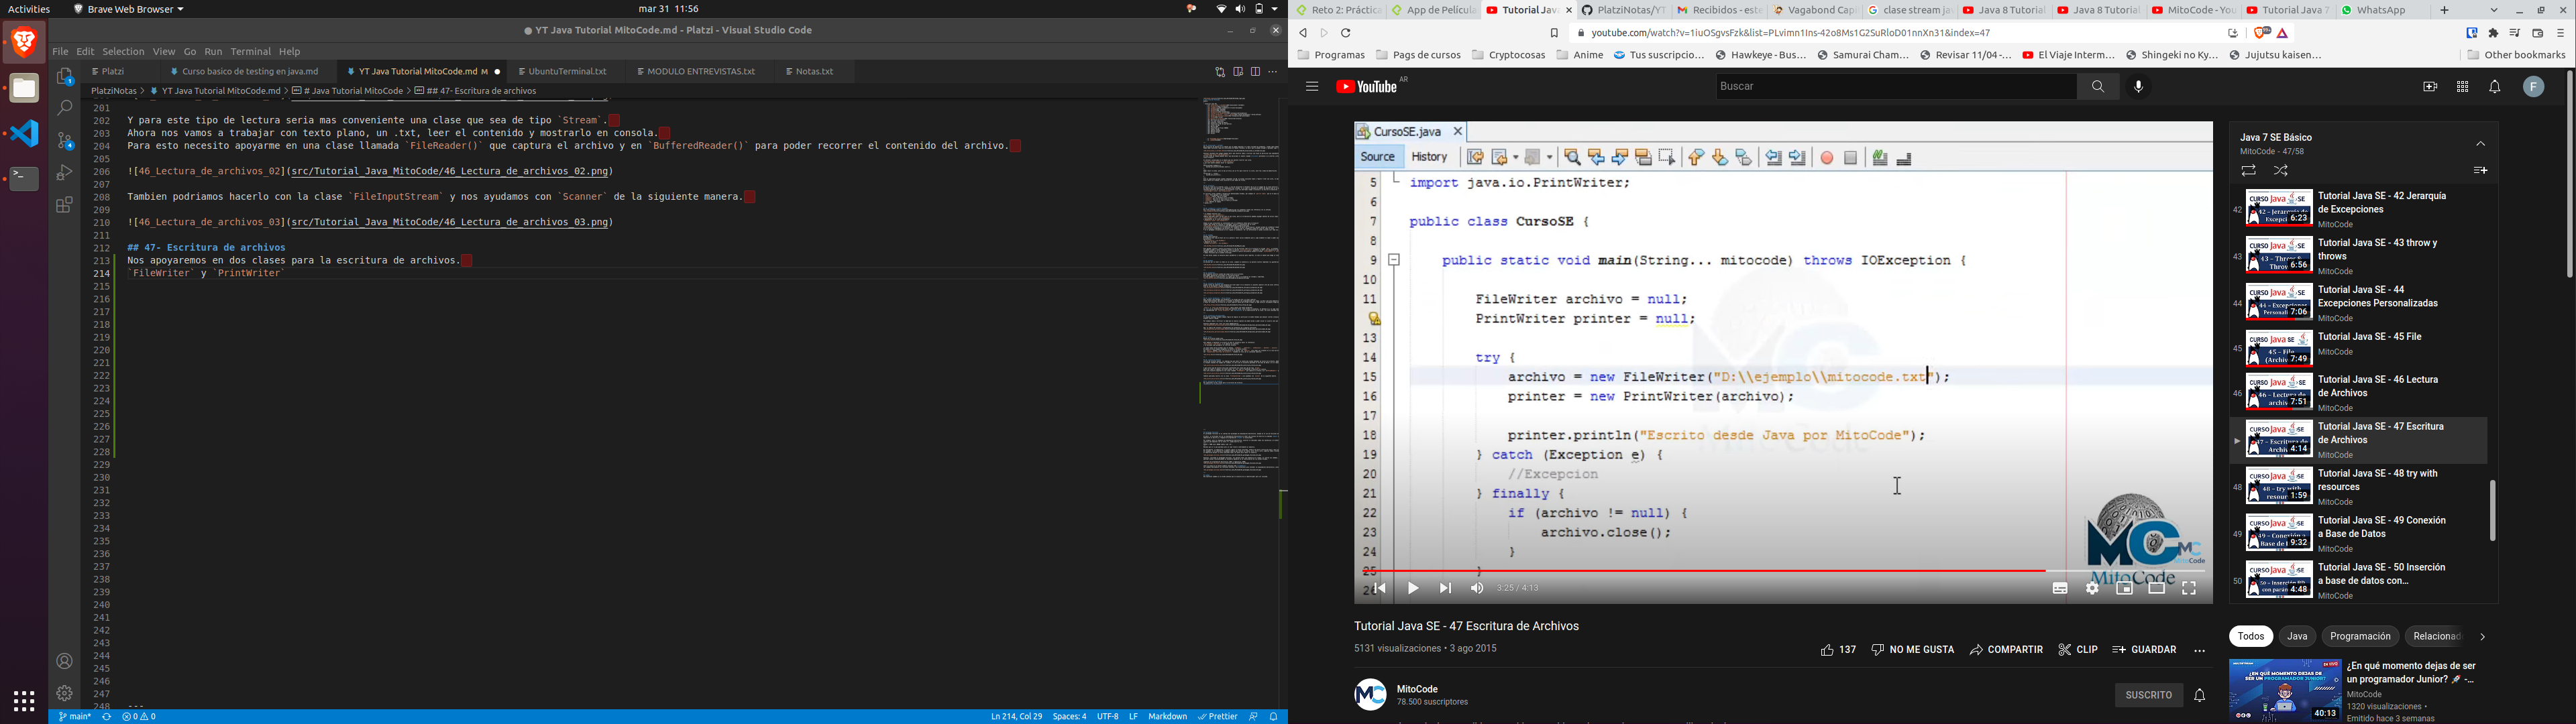 Activities
Brave Web Browser
mar 31 11:56
YT Java Tutorial MitoCode.md - Platzi - Visual Studio Code
File Edit Selection View Go Run Terminal Help
Platzi
Curso basico de testing en java.md
YT Java Tutorial MitoCode.md M
UbuntuTerminal.txt
MODULO ENTREVISTAS.txt
Notas.txt
PlatziNotas > YT Java Tutorial MitoCode.md > # Java Tutorial MitoCode > ## 47- Escritura de archivos
201
202 Y para este tipo de lectura seria mas conveniente una clase que sea de tipo `Stream`.
203 Ahora nos vamos a trabajar con texto plano, un .txt, leer el contenido y mostrarlo en consola.
204 Para esto necesito apoyarme en una clase llamada `FileReader()` que captura el archivo y en `BufferedReader()` para poder recorrer el contenido del archivo.
205
206 ![46_Lectura_de_archivos_02](src/Tutorial_Java_MitoCode/46_Lectura_de_archivos_02.png)
207
208 Tambien podriamos hacerlo con la clase `FileInputStream` y nos ayudamos con `Scanner` de la siguiente manera.
209
210 ![46_Lectura_de_archivos_03](src/Tutorial_Java_MitoCode/46_Lectura_de_archivos_03.png)
211
212 ## 47- Escritura de archivos
213 Nos apoyaremos en dos clases para la escritura de archivos.
214 `FileWriter` y `PrintWriter`
215
216
217
218
219
220
221
222
223
224
225
226
227
228
229
230
231
232
233
234
235
236
237
238
239
240
241
242
243
244
245
246
247
248 ---
main*
0 0
Ln 214, Col 29 Spaces: 4 UTF-8 LF Markdown Prettier
Reto 2: Práctica
App de Película
Tutorial Java
PlatziNotas/YT
Recibidos - este
Vagabond Cap
clase stream ja
Java 8 Tutorial
Java 8 Tutorial
MitoCode - You
Tutorial Java 7
WhatsApp
youtube.com/watch?v=1iuOSgvsFzk&list=PLvimn1Ins-42o8Ms1G2SuRloD01nnXn31&index=47
Programas
Pags de cursos
Cryptocosas
Anime
Tus suscripcio...
Hawkeye - Bus...
Samurai Cham...
Revisar 11/04 -...
El Viaje Interm...
Shingeki no Ky...
Jujutsu kaisen...
Other bookmarks
YouTube AR
Buscar
F
CursoSE.java
Source History
5 import java.io.PrintWriter;
6
7 public class CursoSE {
8
9 public static void main(String... mitocode) throws IOException {
10
11 FileWriter archivo = null;
PrintWriter printer = null;
13
14 try {
15 archivo = new FileWriter("D:\\ejemplo\\mitocode.txt");
16 printer = new PrintWriter(archivo);
17
18 printer.println("Escrito desde Java por MitoCode");
19 } catch (Exception e) {
20 //Excepcion
21 } finally {
22 if (archivo != null) {
23 archivo.close();
24 }
25 }
MC
MitoCode
3:25 / 4:13
Tutorial Java SE - 47 Escritura de Archivos
5131 visualizaciones • 3 ago 2015
137
NO ME GUSTA
COMPARTIR
CLIP
GUARDAR
MC
MitoCode
78.500 suscriptores
SUSCRITO
Java 7 SE Básico
MitoCode - 47/58
42
6:23
Tutorial Java SE - 42 Jerarquía
de Excepciones
MitoCode
43
6:56
Tutorial Java SE - 43 throw y
throws
MitoCode
44
7:06
Tutorial Java SE - 44
Excepciones Personalizadas
MitoCode
45
7:49
Tutorial Java SE - 45 File
MitoCode
46
7:51
Tutorial Java SE - 46 Lectura
de Archivos
MitoCode
4:14
Tutorial Java SE - 47 Escritura
de Archivos
MitoCode
48
1:59
Tutorial Java SE - 48 try with
resources
MitoCode
49
9:32
Tutorial Java SE - 49 Conexión
a Base de Datos
MitoCode
50
4:48
Tutorial Java SE - 50 Inserción
a base de datos con...
MitoCode
Todos
Java
Programación
Relacionad
¿En qué momento dejas de ser
un programador Junior? 🚀 -...
MitoCode
1320 visualizaciones •
Emitido hace 3 semanas
40:13